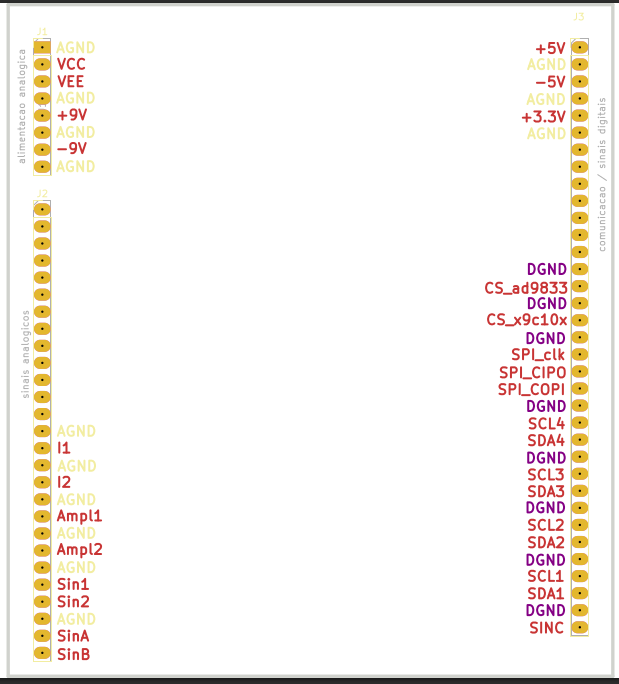 J1
AGND
VCC
VEE
AGND
+9V
AGND
-9V
AGND
alimentacao analogica
J2
AGND
I1
AGND
I2
AGND
Ampl1
AGND
Ampl2
AGND
Sin1
Sin2
AGND
SinA
SinB
sinais analogicos
J3
+5V
AGND
-5V
AGND
+3.3V
AGND
DGND
CS_ad9833
DGND
CS_x9c10x
DGND
SPI_clk
SPI_CIPO
SPI_COPI
DGND
SCL4
SDA4
DGND
SCL3
SDA3
DGND
SCL2
SDA2
DGND
SCL1
SDA1
DGND
SINC
comunicacao / sinais digitais